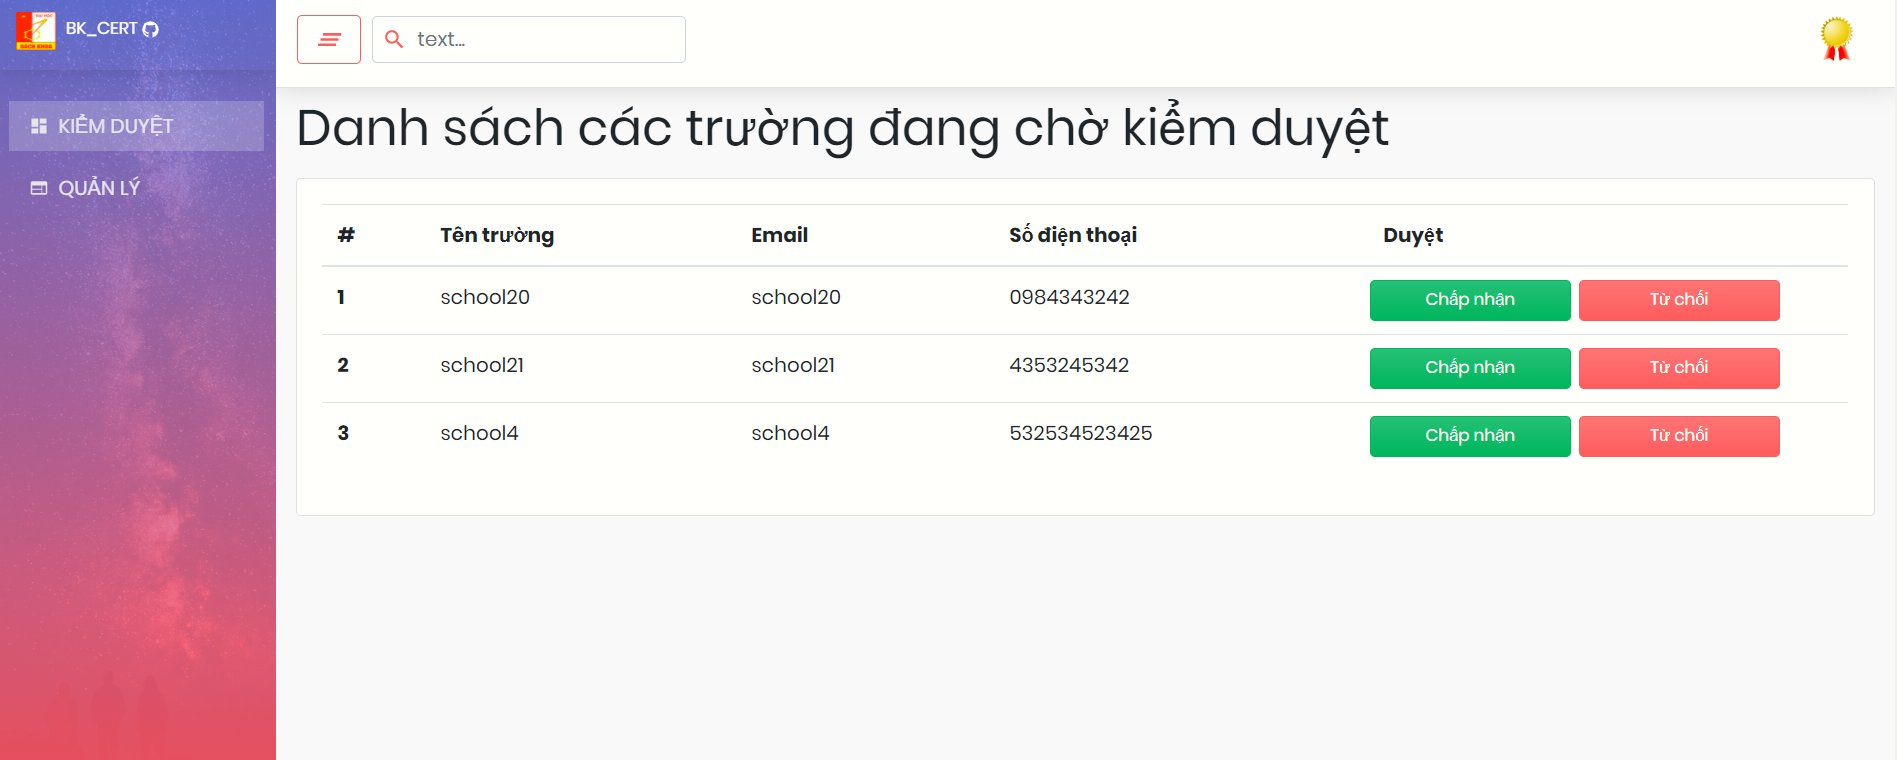 BK_CERT
text...
KIỂM DUYỆT
QUẢN LÝ
Danh sách các trường đang chờ kiểm duyệt
# Tên trường Email Số điện thoại Duyệt
1 school20 school20 0984343242 Chấp nhận Từ chối
2 school21 school21 4353245342 Chấp nhận Từ chối
3 school4 school4 532534523425 Chấp nhận Từ chối